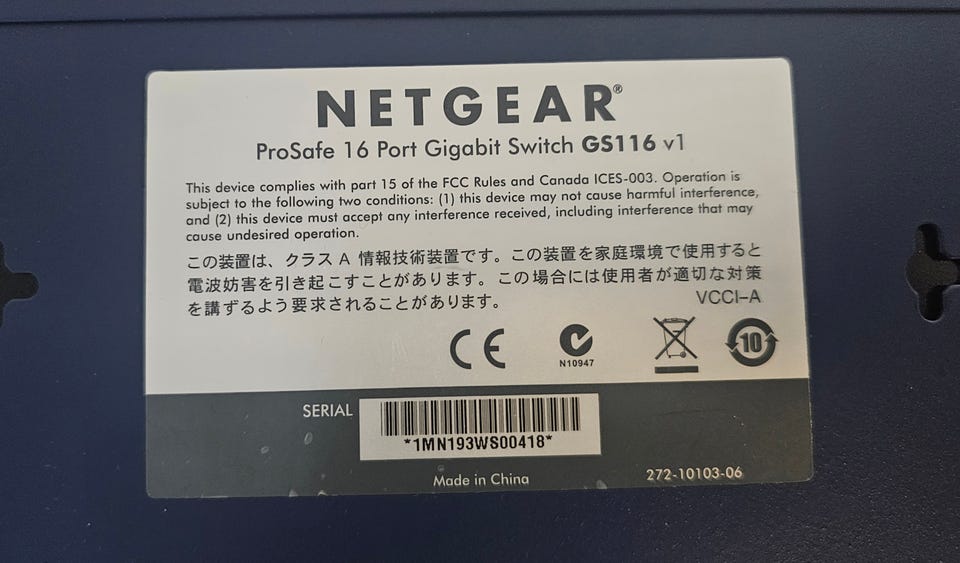 NETGEAR®
ProSafe 16 Port Gigabit Switch GS116 v1
This device complies with part 15 of the FCC Rules and Canada ICES-003. Operation is
subject to the following two conditions: (1) this device may not cause harmful interference,
and (2) this device must accept any interference received, including interference that may
cause undesired operation.
この装置は、クラス A 情報技術装置です。この装置を家庭環境で使用すると
電波妨害を引き起こすことがあります。この場合には使用者が適切な対策
を講ずるよう要求されることがあります。
VCCI-A
CE
N10947
10
SERIAL
*1MN193WS00418*
Made in China
272-10103-06